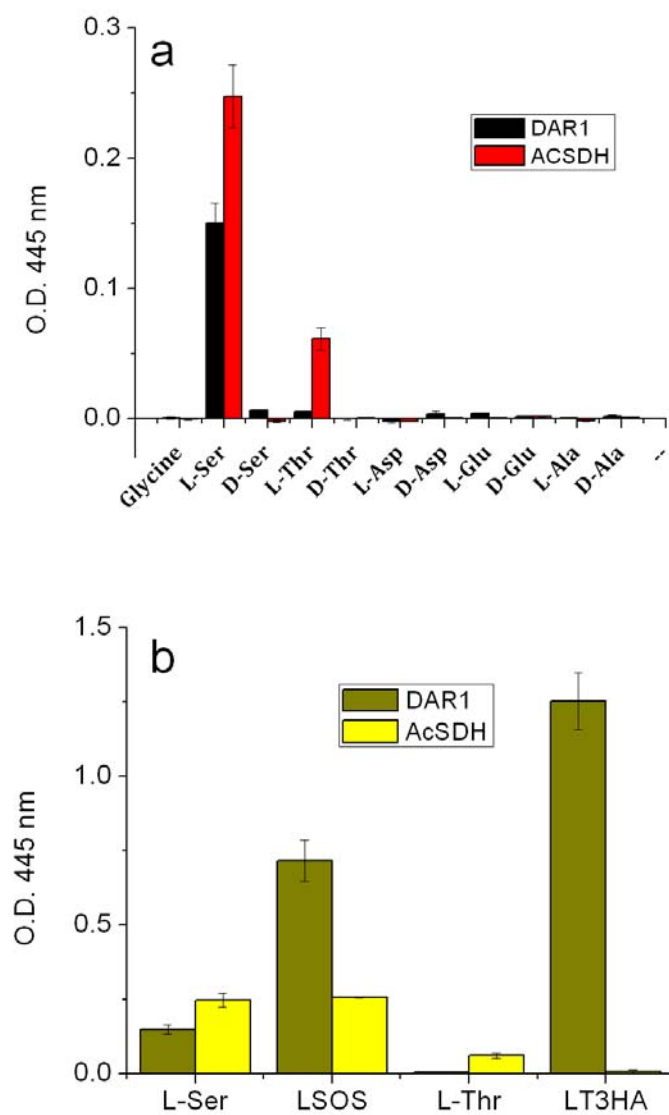 a
0.3
0.2
0.1
0.0
O.D. 445 nm
DAR1
ACSDH
Glycine
L-Ser
D-Ser
L-Thr
D-Thr
L-Asp
D-Asp
L-Glu
D-Glu
L-Ala
D-Ala
--
b
1.5
1.0
0.5
0.0
O.D. 445 nm
DAR1
AcSDH
L-Ser
LSOS
L-Thr
LT3HA